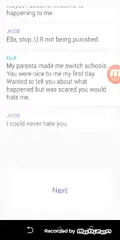 happening to me.
JACOB
Ella, stop. U R not being punished.
ELLA
My parents made me switch schools.
You were nice to me my first day.
Wanted to tell you about what
happened but was scared you would
hate me.
JACOB
I could never hate you.
Next
Recorded by